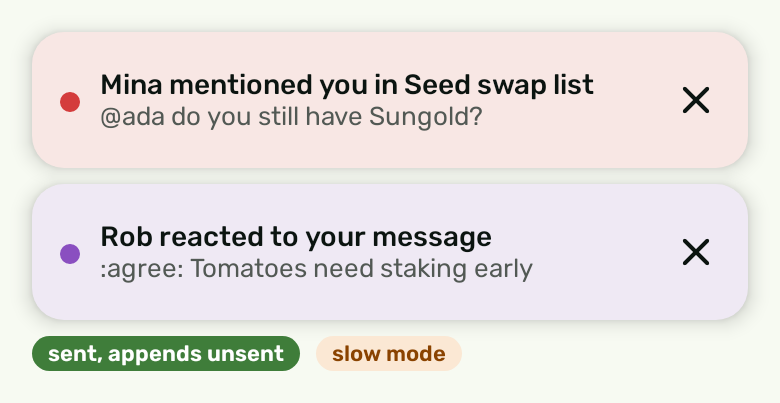 Mina mentioned you in Seed swap list
@ada do you still have Sungold?
Rob reacted to your message
:agree: Tomatoes need staking early
sent, appends unsent
slow mode